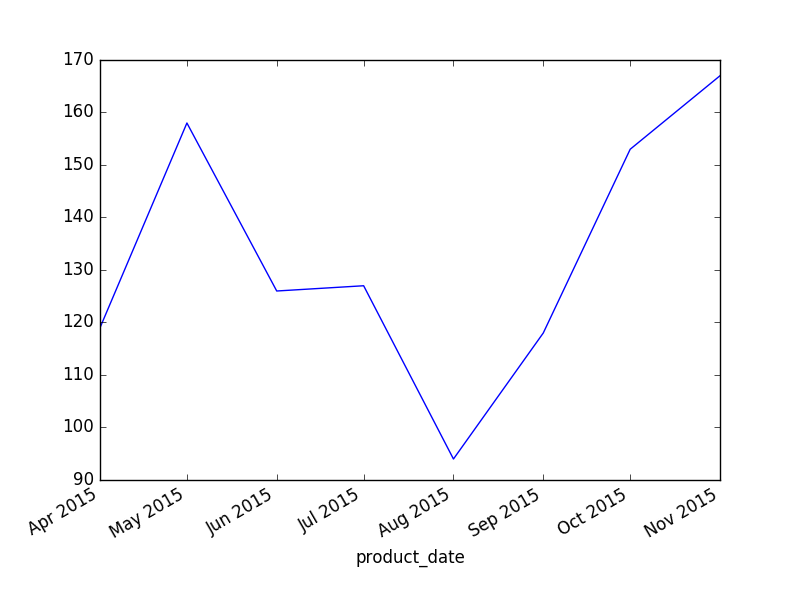 170
160
150
140
130
120
110
100
90
Apr 2015
May 2015
Jun 2015
Jul 2015
Aug 2015
Sep 2015
Oct 2015
Nov 2015
product_date